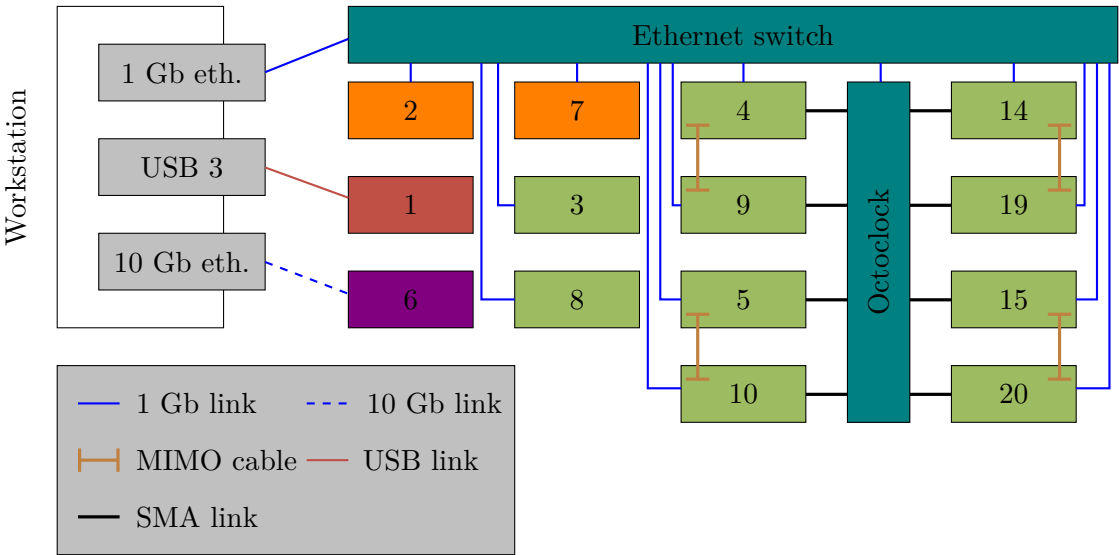 Workstation
Ethernet switch
1 Gb eth.
USB 3
10 Gb eth.
2
7
4
14
1
3
9
19
6
8
5
15
10
20
Octoclock
1 Gb link
10 Gb link
MIMO cable
USB link
SMA link